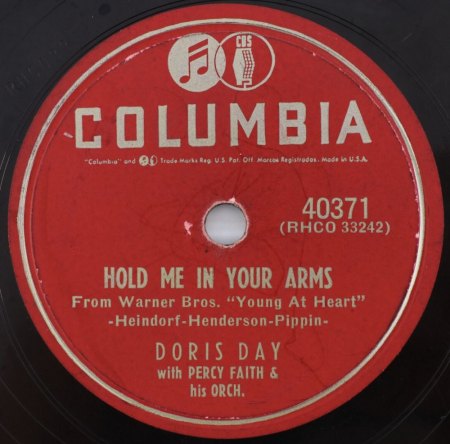 CBS
COLUMBIA
"Columbia" and Trade Marks Reg. U.S. Pat. Off. Marcas Registradas. Made in U.S.A.
40371
(RHCO 33242)
HOLD ME IN YOUR ARMS
From Warner Bros. "Young At Heart"
-Heindorf-Henderson-Pippin-
DORIS DAY
with PERCY FAITH &
his ORCH.